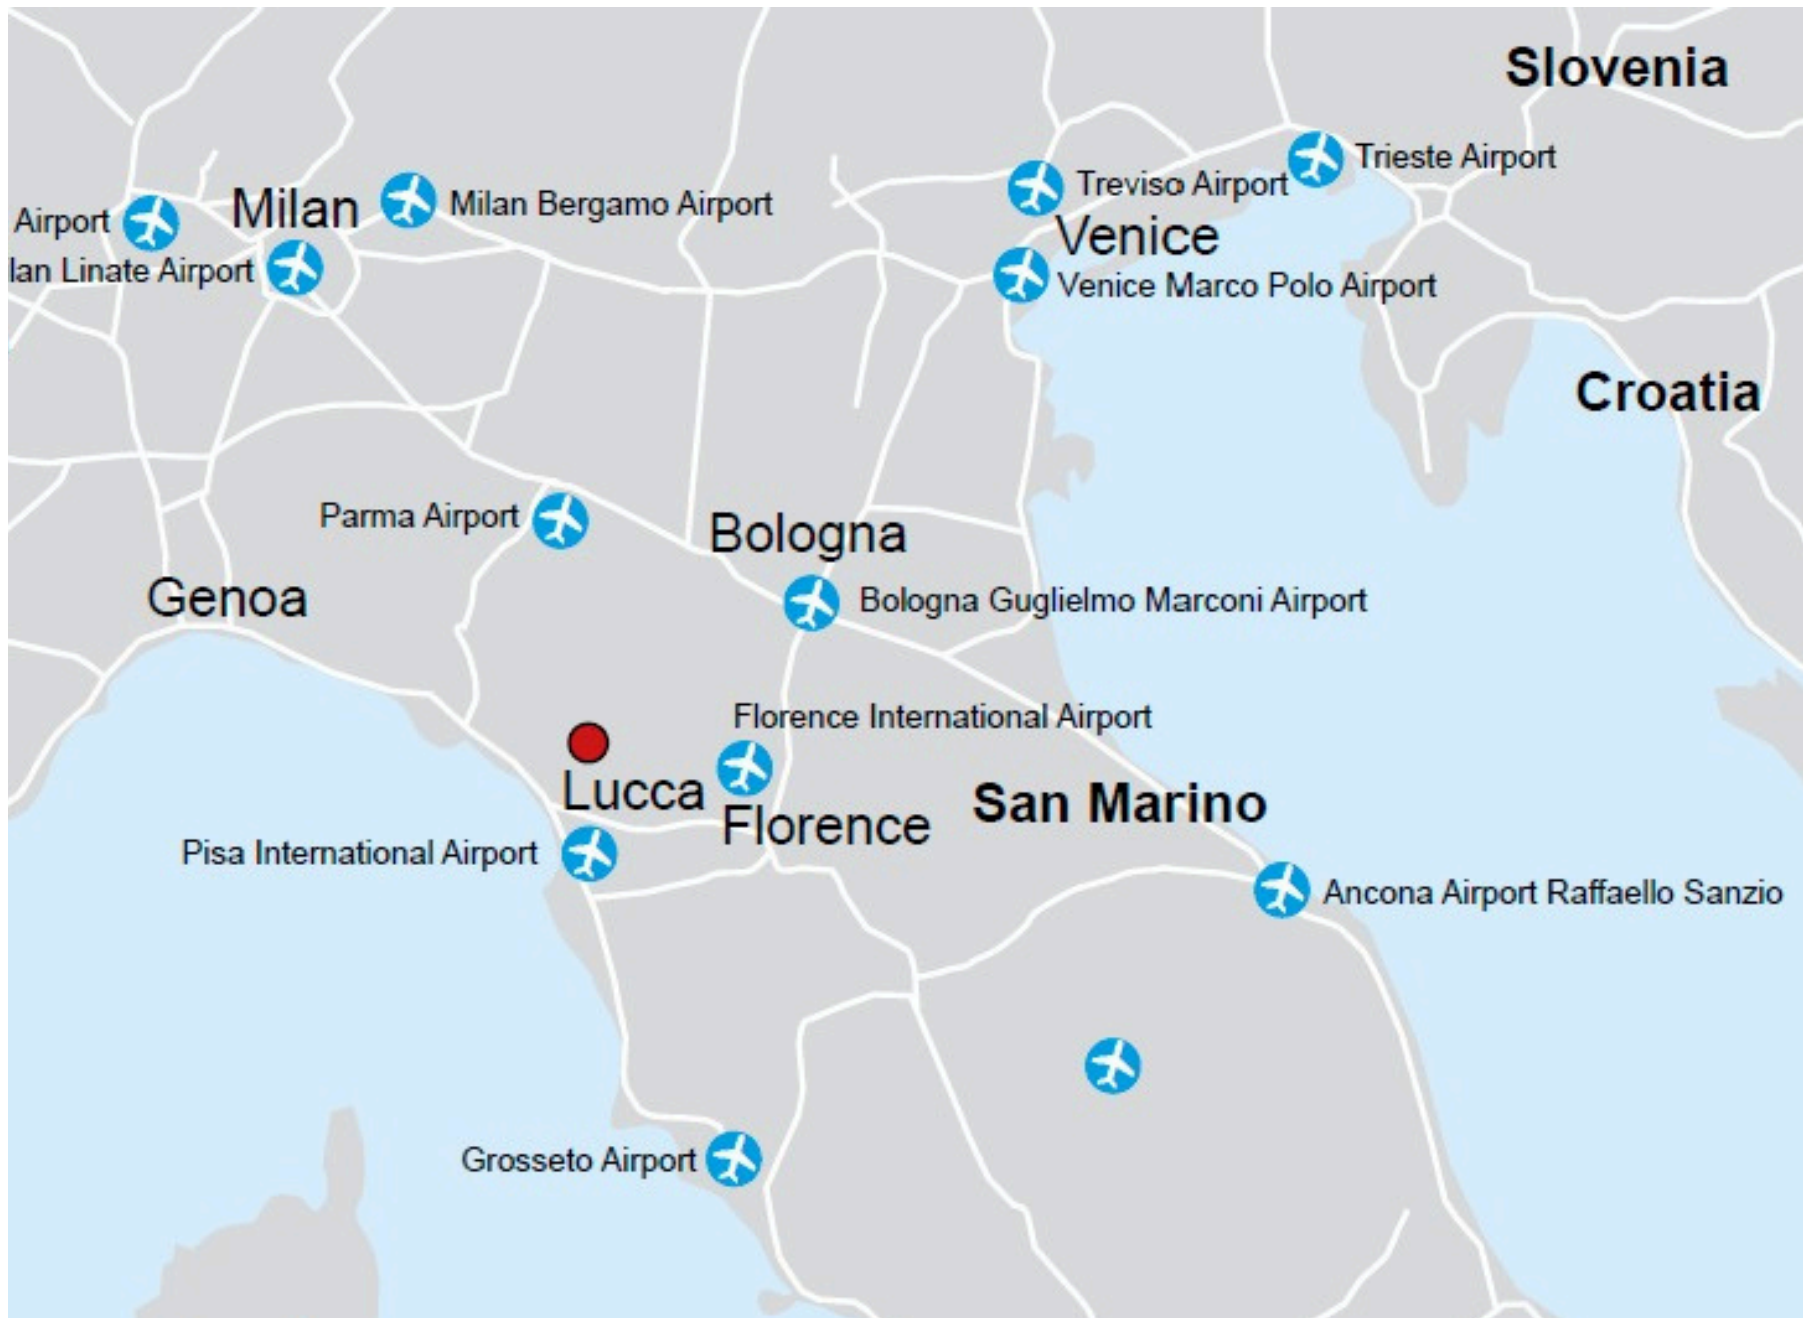 Slovenia
Trieste Airport
Treviso Airport
Milan
Milan Bergamo Airport
Airport
Venice
lan Linate Airport
Venice Marco Polo Airport
Croatia
Parma Airport
Bologna
Genoa
Bologna Guglielmo Marconi Airport
Florence International Airport
Lucca
San Marino
Florence
Pisa International Airport
Ancona Airport Raffaello Sanzio
Grosseto Airport